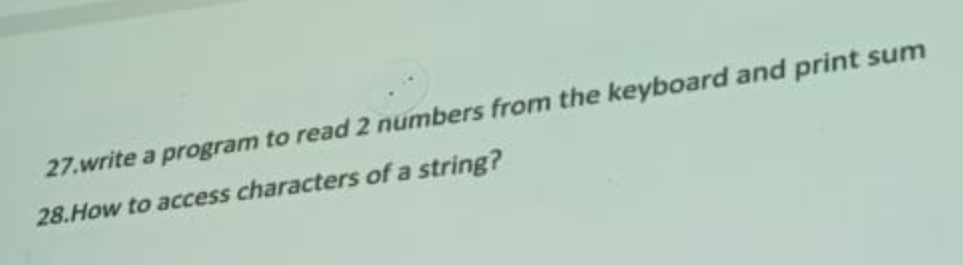 27.write a program to read 2 numbers from the keyboard and print sum
28.How to access characters of a string?